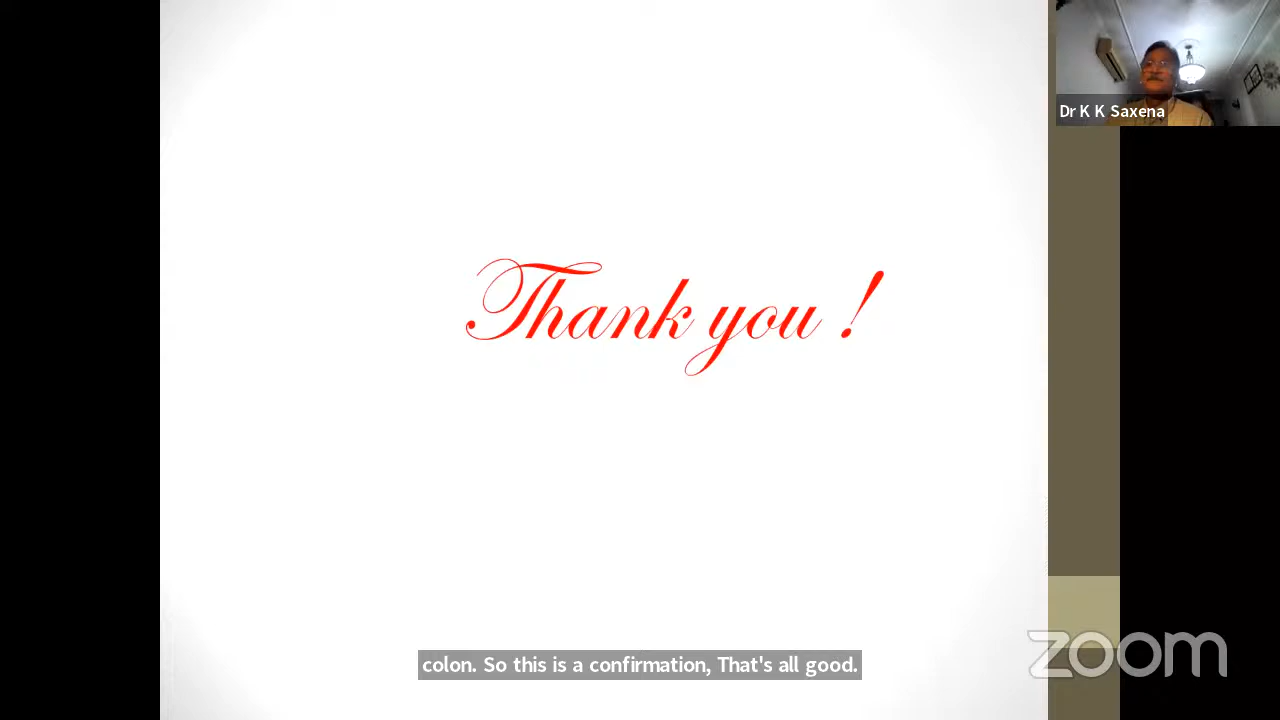 Dr K K Saxena
Thank you !
colon. So this is a confirmation, That's all good.
zoom